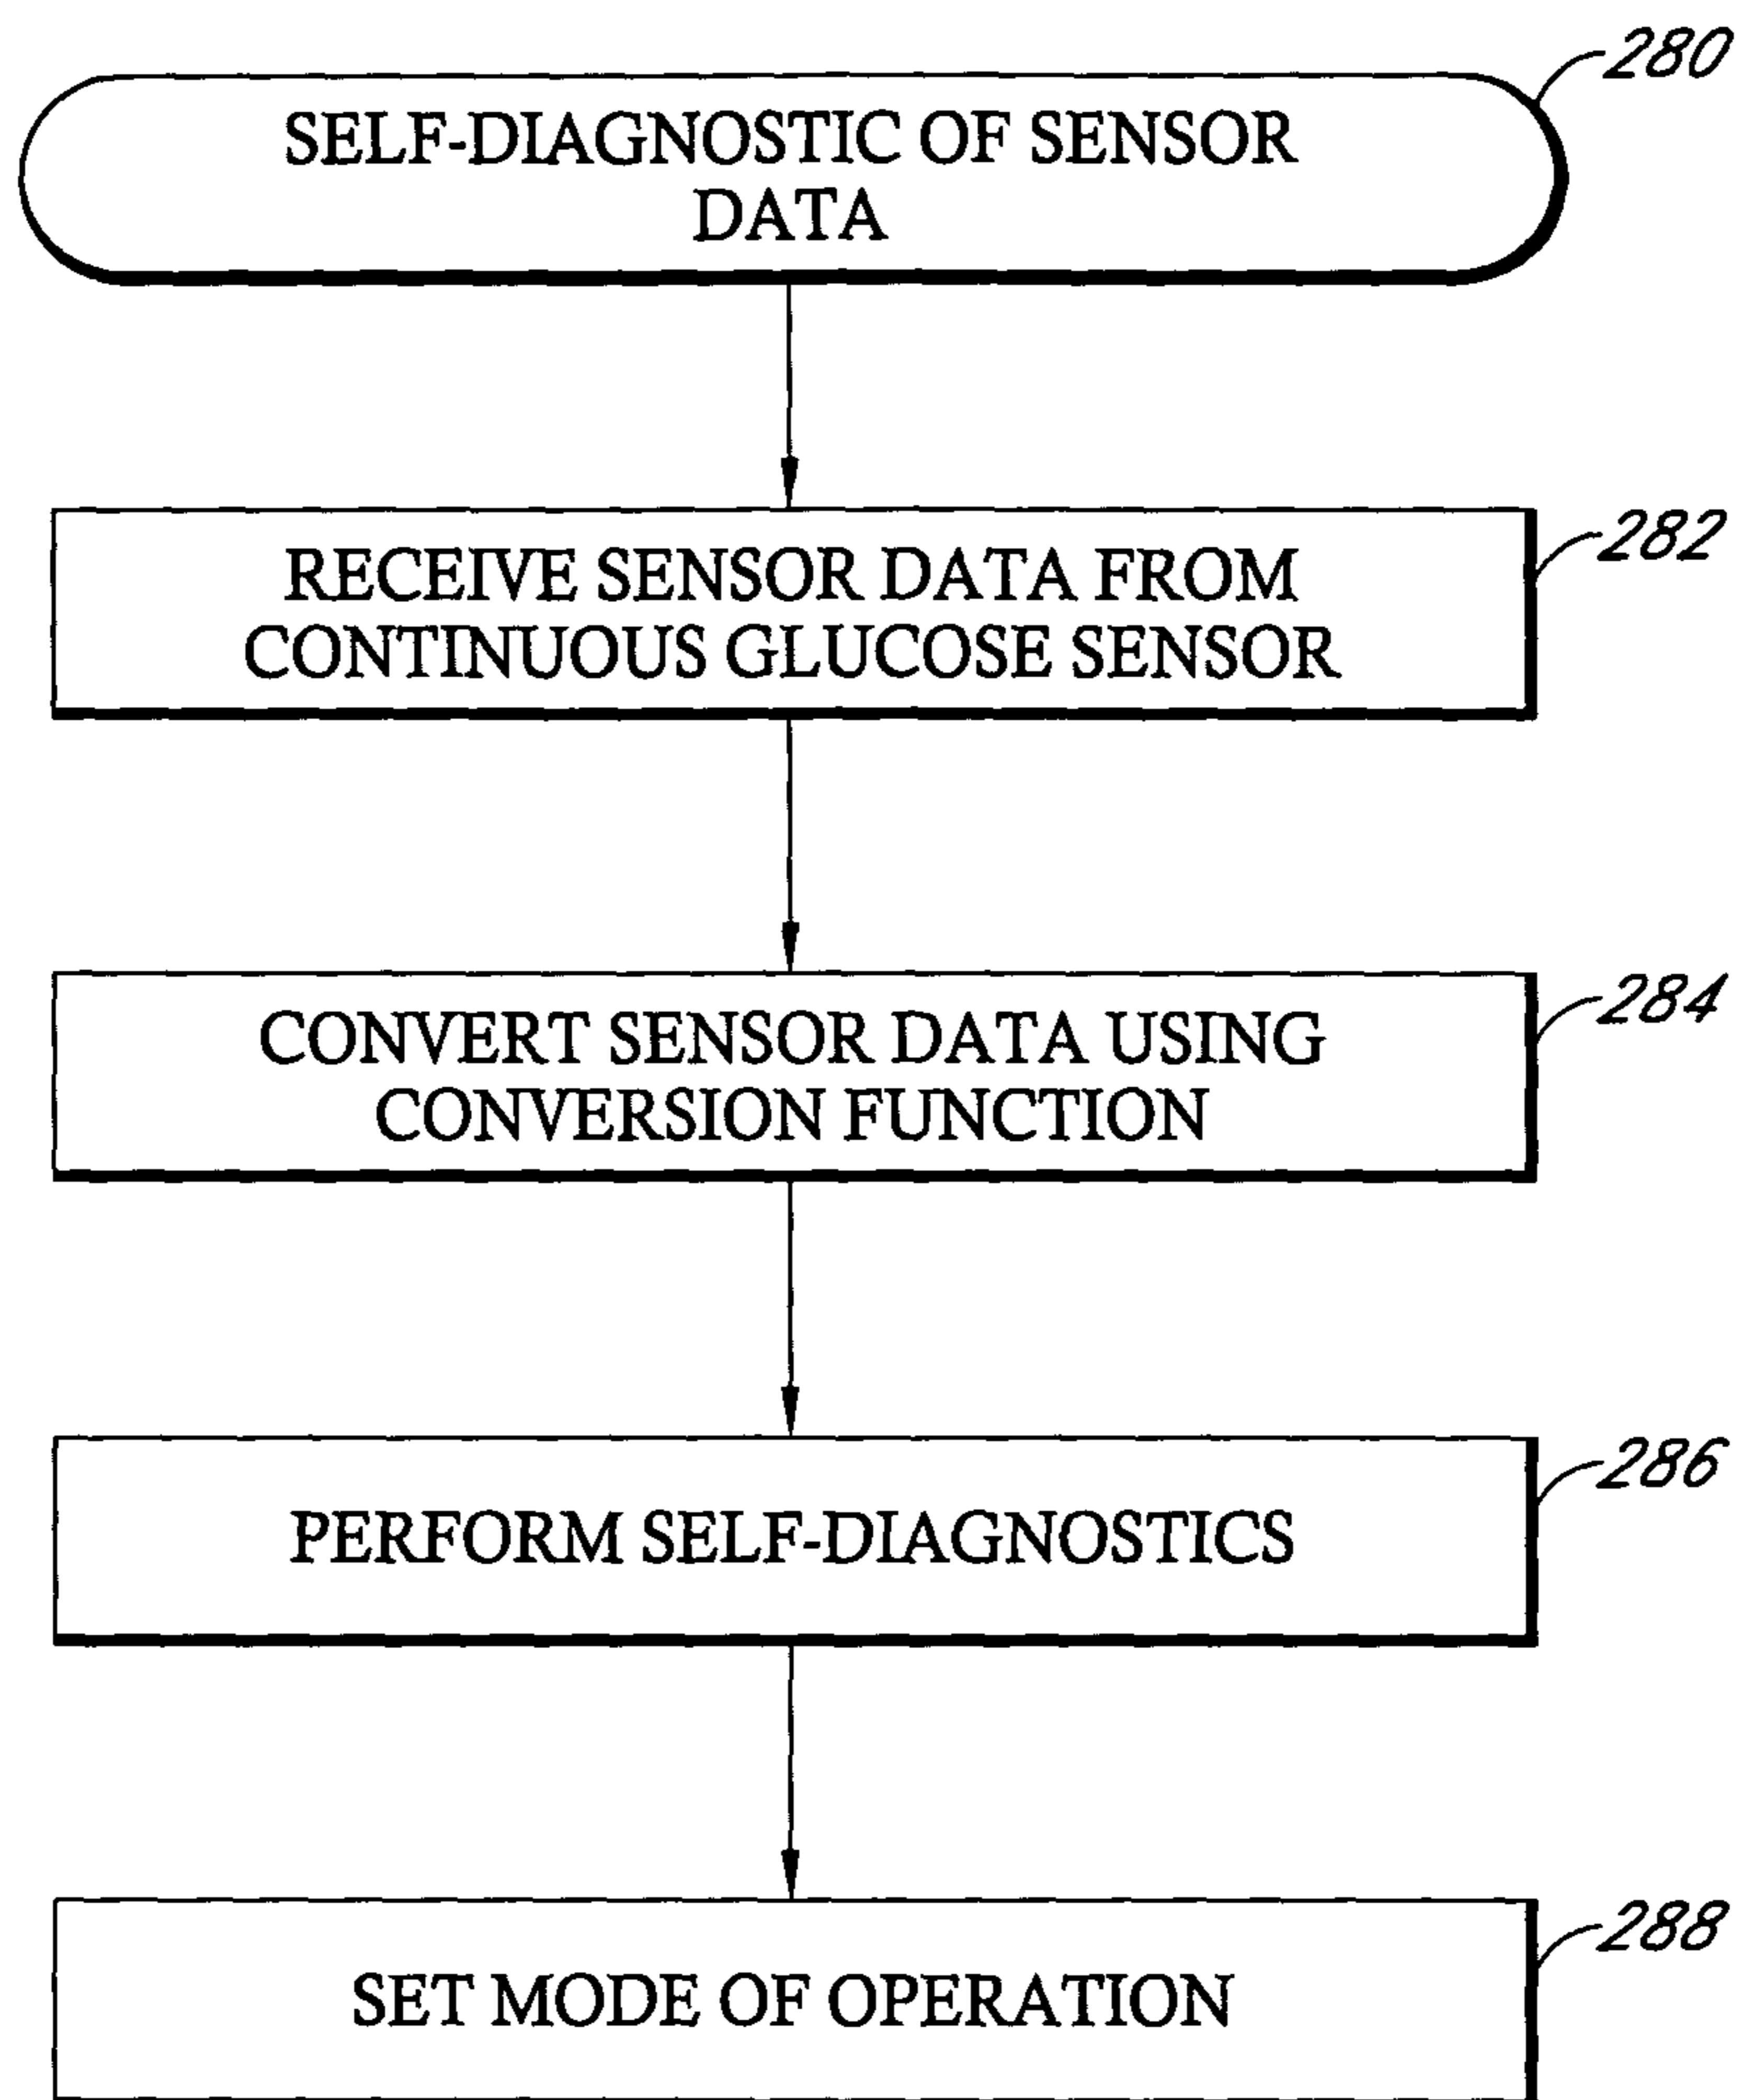 280
SELF-DIAGNOSTIC OF SENSOR
DATA
282
RECEIVE SENSOR DATA FROM
CONTINUOUS GLUCOSE SENSOR
284
CONVERT SENSOR DATA USING
CONVERSION FUNCTION
286
PERFORM SELF-DIAGNOSTICS
288
SET MODE OF OPERATION